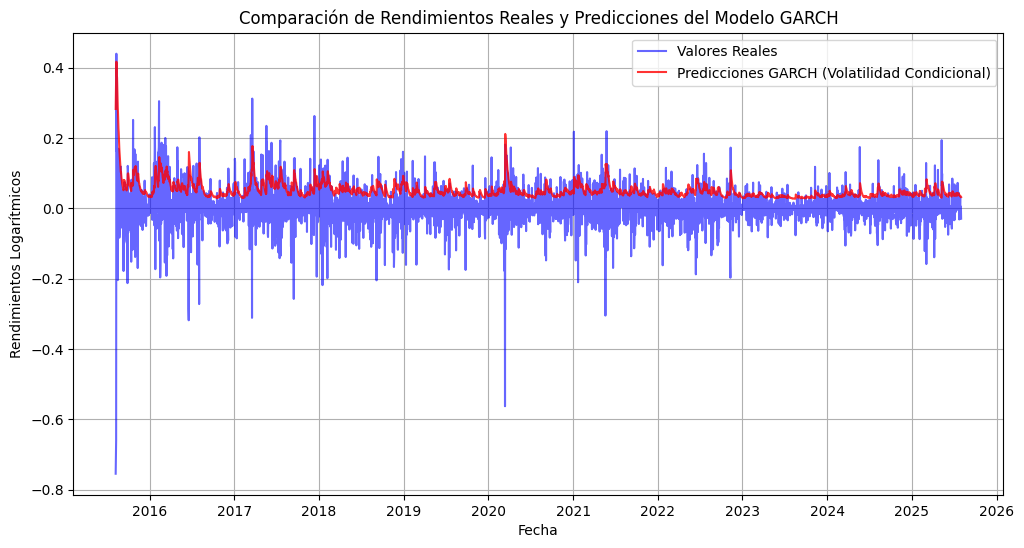 Comparación de Rendimientos Reales y Predicciones del Modelo GARCH
Valores Reales
Predicciones GARCH (Volatilidad Condicional)
Rendimientos Logarítmicos
0.4
0.2
0.0
−0.2
−0.4
−0.6
−0.8
2016 2017 2018 2019 2020 2021 2022 2023 2024 2025 2026
Fecha